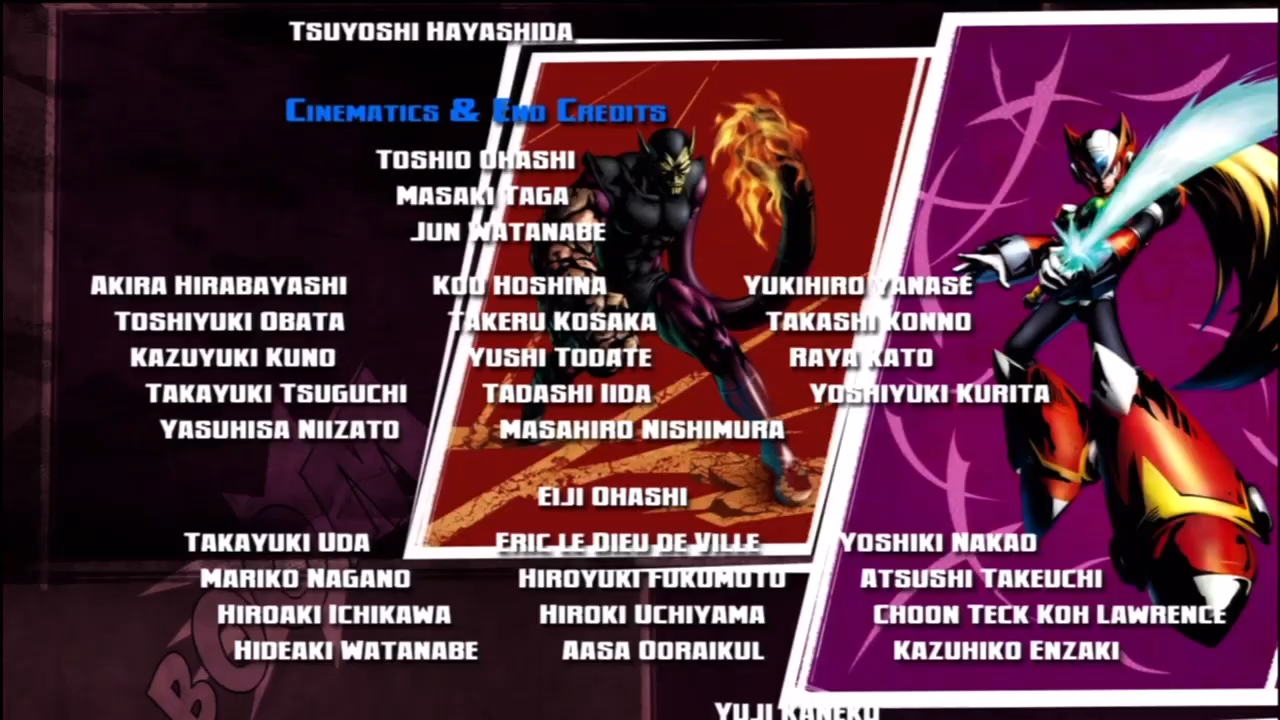 Tsuyoshi Hayashida
Cinematics & End Credits
Toshio Ohashi
Masaki Taga
Jun Watanabe
Akira Hirabayashi Kou Hoshina Yukihiro Yanase
Toshiyuki Obata Takeru Kosaka Takashi Konno
Kazuyuki Kuno Yushi Todate Raya Kato
Takayuki Tsuguchi Tadashi Iida Yoshiyuki Kurita
Yasuhisa Niizato Masahiro Nishimura
Eiji Ohashi
Takayuki Uda Eric le Dieu de Ville Yoshiki Nakao
Mariko Nagano Hiroyuki Fukumoto Atsushi Takeuchi
Hiroaki Ichikawa Hiroki Uchiyama Choon Teck Koh Lawrence
Hideaki Watanabe Aasa Ooraikul Kazuhiko Enzaki
Yuji Kaneko